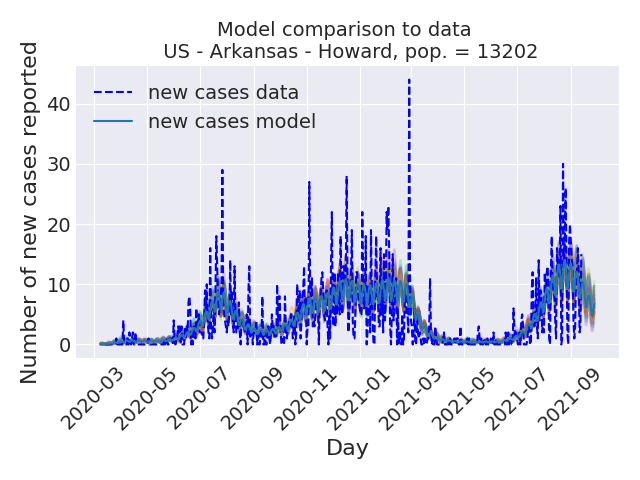 Model comparison to data
US - Arkansas - Howard, pop. = 13202
Number of new cases reported
new cases data
new cases model
40
30
20
10
0
2020-03
2020-05
2020-07
2020-09
2020-11
2021-01
2021-03
2021-05
2021-07
2021-09
Day